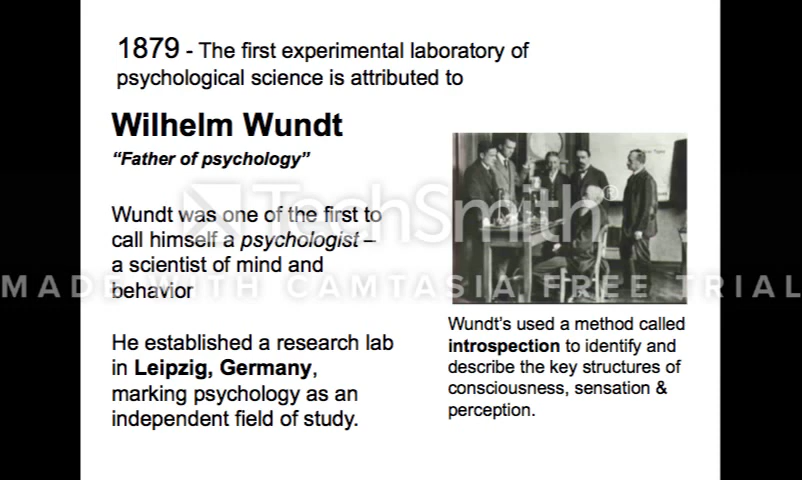 1879 - The first experimental laboratory of
psychological science is attributed to
Wilhelm Wundt
“Father of psychology”
Wundt was one of the first to
call himself a psychologist –
a scientist of mind and
behavior
He established a research lab
in Leipzig, Germany,
marking psychology as an
independent field of study.
Wundt’s used a method called
introspection to identify and
describe the key structures of
consciousness, sensation &
perception.
TechSmith®
MADE WITH CAMTASIA FREE TRIAL